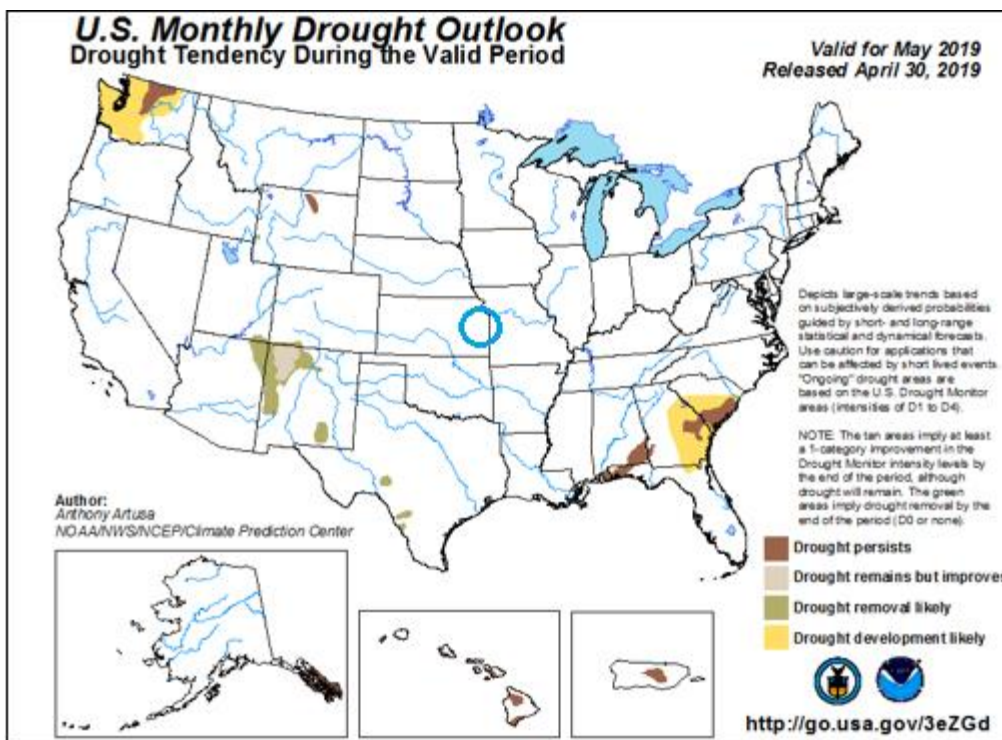 U.S. Monthly Drought Outlook
Drought Tendency During the Valid Period
Valid for May 2019
Released April 30, 2019
Depicts large-scale trends based
on subjectively derived probabilities
guided by short- and long-range
statistical and dynamical forecasts.
Use caution for applications that
can be affected by short lived events.
"Ongoing" drought areas are
based on the U.S. Drought Monitor
areas (intensities of D1 to D4).
NOTE: The tan areas imply at least
a 1-category improvement in the
Drought Monitor intensity levels by
the end of the period, although
drought will remain. The green
areas imply drought removal by the
end of the period (D0 or none).
Author:
Anthony Artusa
NOAA/NWS/NCEP/Climate Prediction Center
Drought persists
Drought remains but improves
Drought removal likely
Drought development likely
http://go.usa.gov/3eZGd